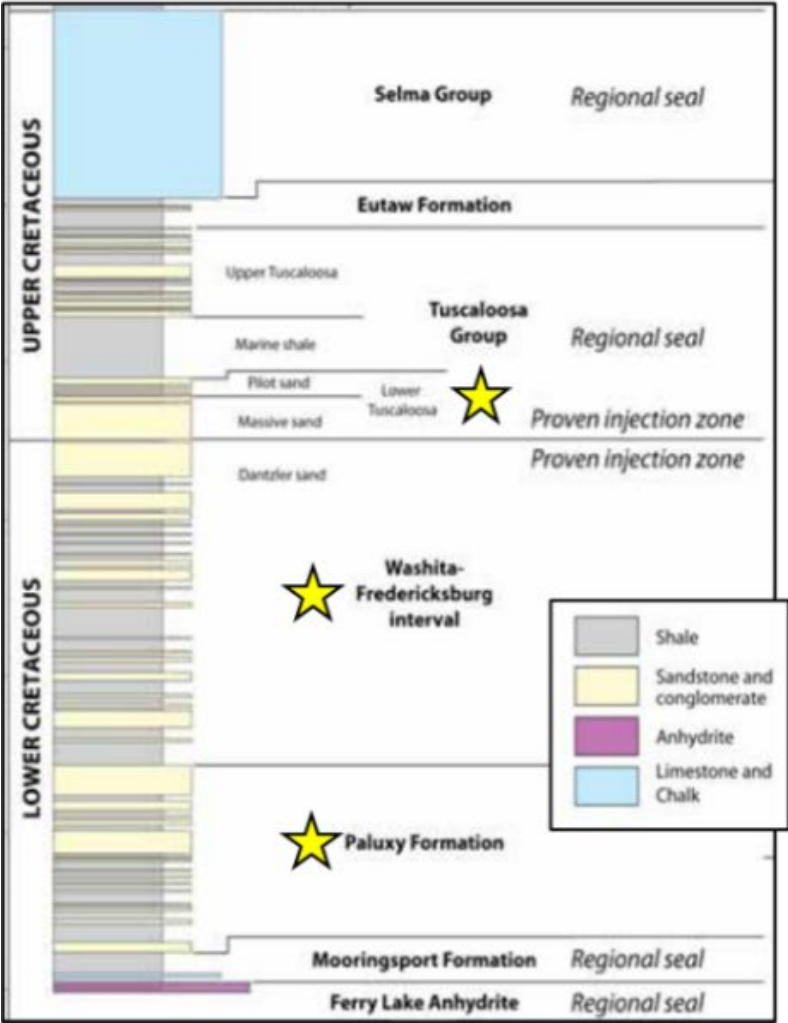 UPPER CRETACEOUS
Selma Group
Regional seal
Eutaw Formation
Upper Tuscaloosa
Tuscaloosa
Group
Regional seal
Marine shale
Pilot sand
Lower
Tuscaloosa
Massive sand
Proven injection zone
LOWER CRETACEOUS
Proven injection zone
Dantzler sand
Washita-
Fredericksburg
interval
Shale
Sandstone and
conglomerate
Anhydrite
Limestone and
Chalk
Paluxy Formation
Mooringsport Formation
Regional seal
Ferry Lake Anhydrite
Regional seal